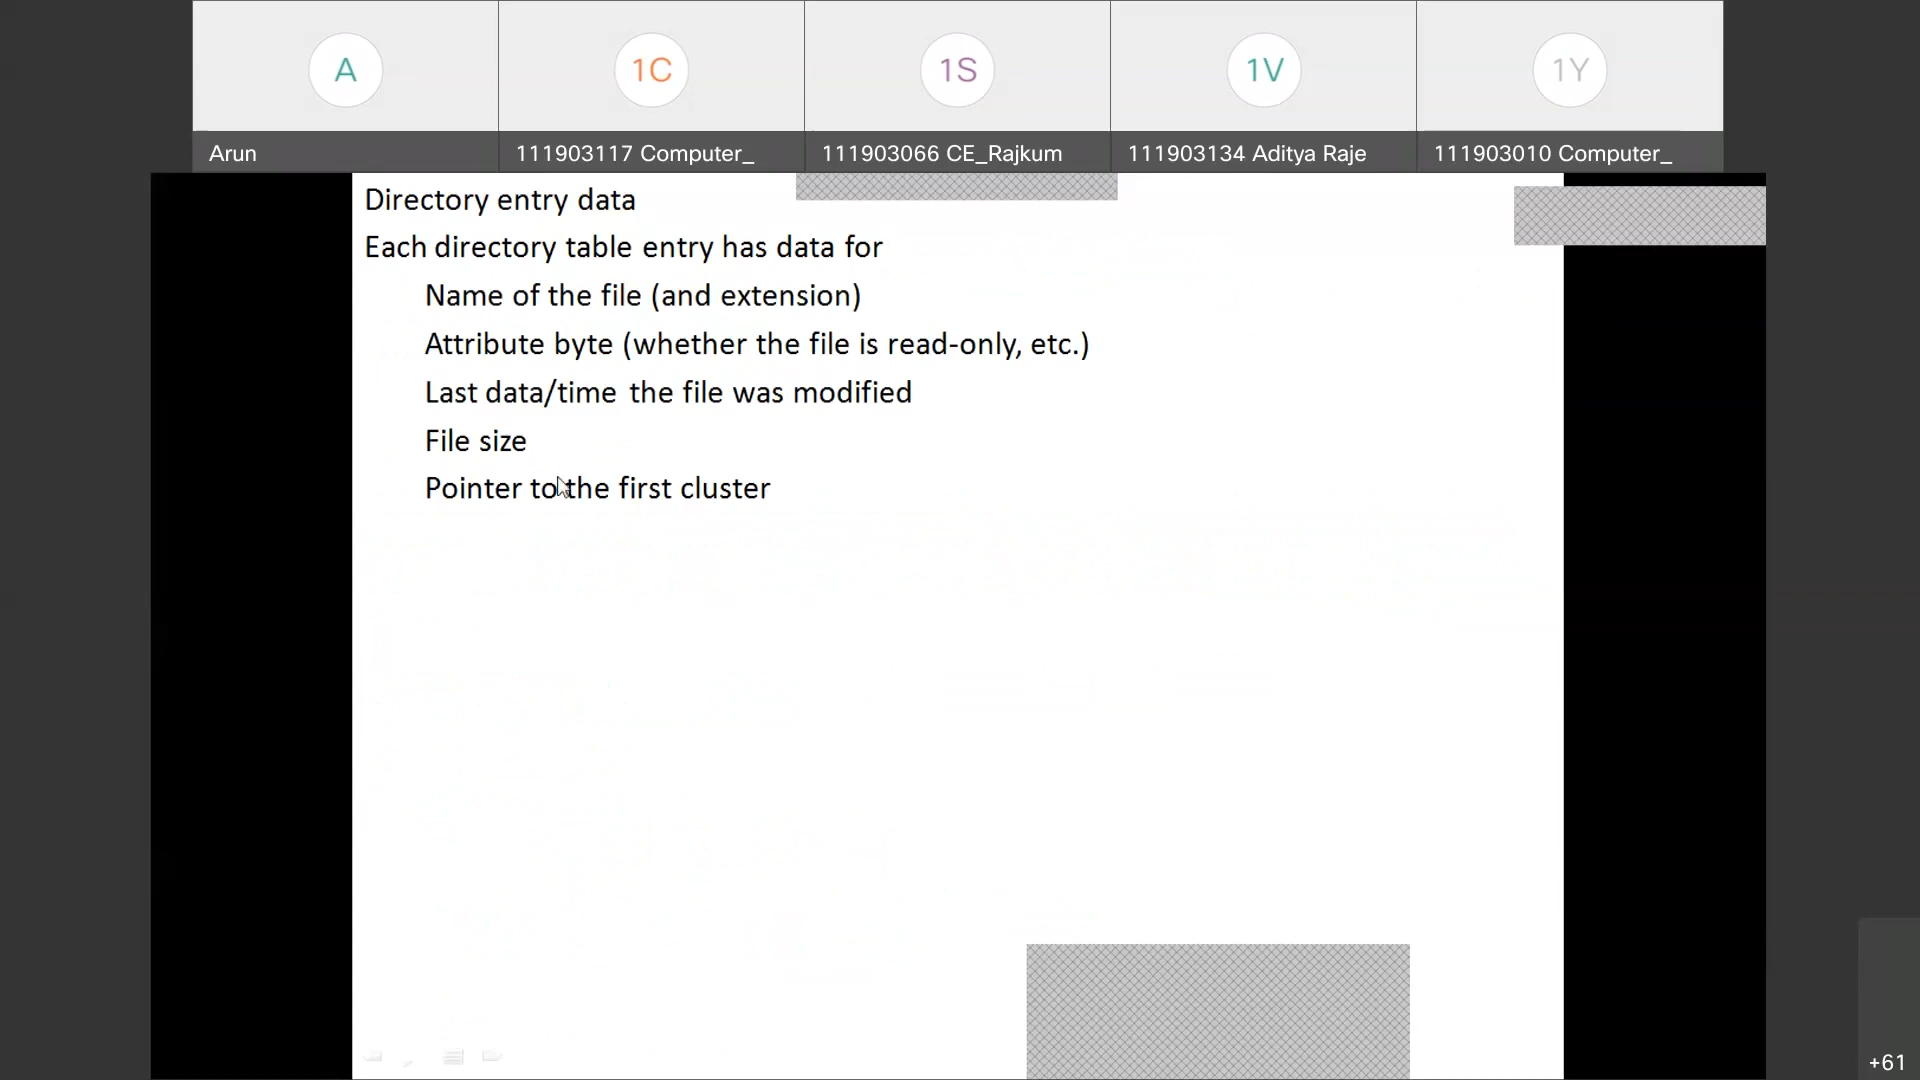 A
1C
1S
1V
1Y
Arun
111903117 Computer_
111903066 CE_Rajkum
111903134 Aditya Raje
111903010 Computer_
Directory entry data
Each directory table entry has data for
Name of the file (and extension)
Attribute byte (whether the file is read-only, etc.)
Last data/time the file was modified
File size
Pointer to the first cluster
+61